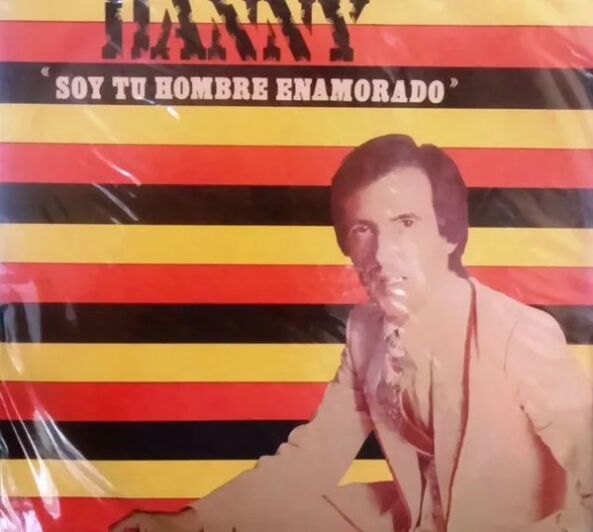 DANNY
"SOY TU HOMBRE ENAMORADO"